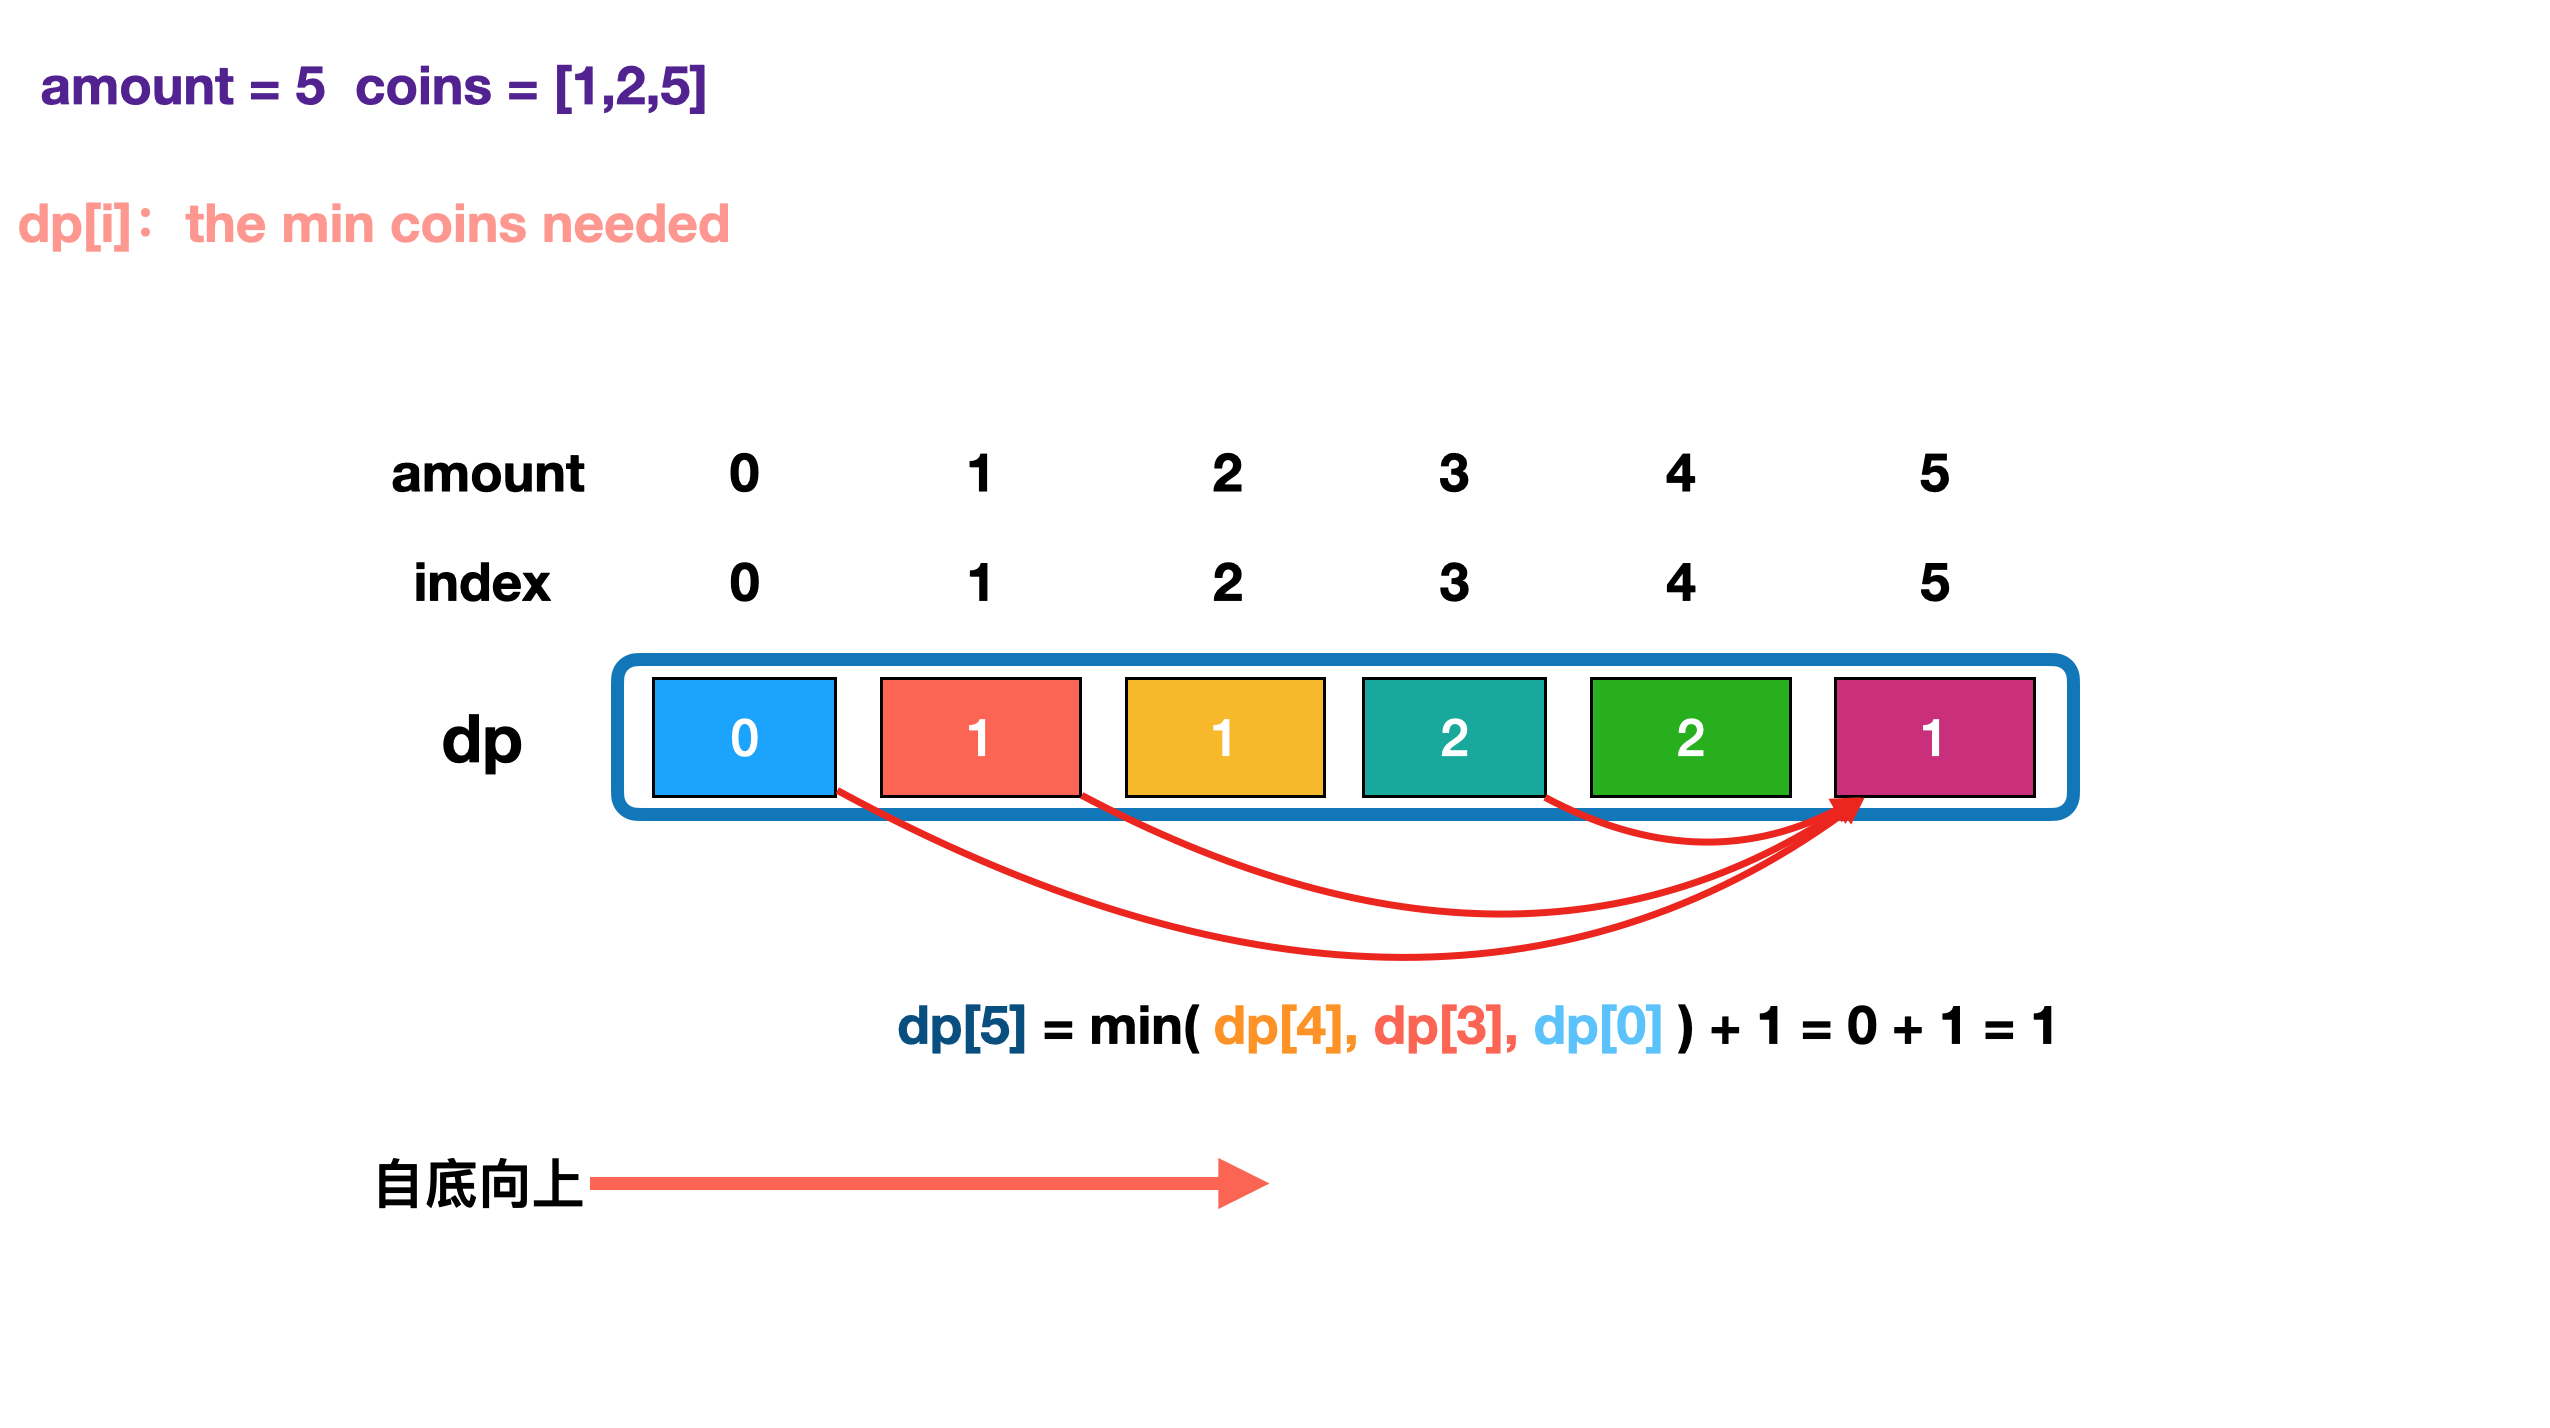 amount = 5  coins = [1,2,5]
dp[i]：the min coins needed
amount 0 1 2 3 4 5
index 0 1 2 3 4 5
dp 0 1 1 2 2 1
dp[5] = min( dp[4], dp[3], dp[0] ) + 1 = 0 + 1 = 1
自底向上